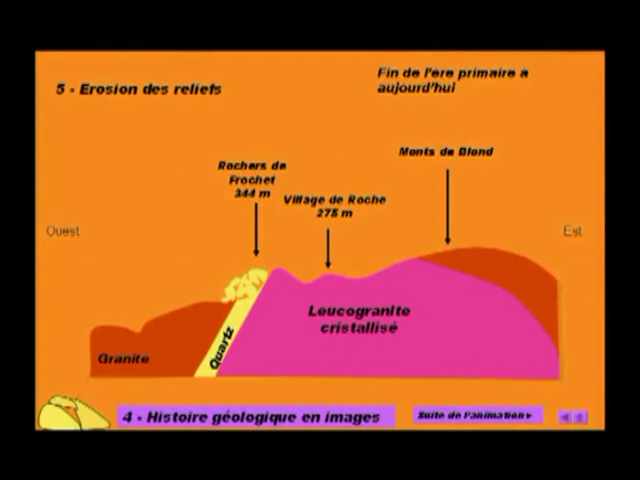 5 - Erosion des reliefs
Fin de l'ère primaire à
aujourd'hui
Monts de Blond
Rochers de
Frochet
344 m
Village de Roche
275 m
Ouest
Est
Leucogranite
cristallisé
Granite
Quartz
4 - Histoire géologique en images
Suite de l'animation